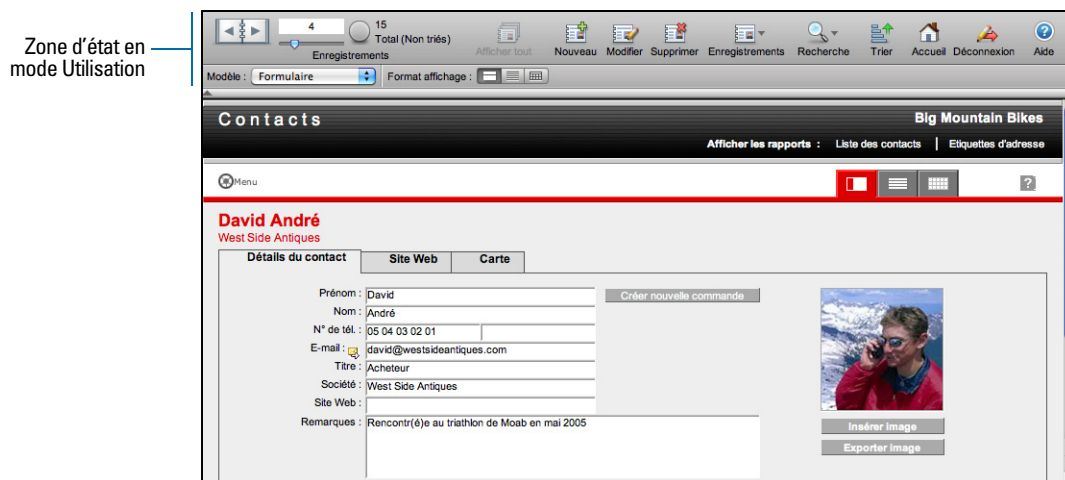 Zone d'état en
mode Utilisation
4
15
Total (Non triés)
Enregistrements
Afficher tout
Nouveau
Modifier
Supprimer
Enregistrements
Recherche
Trier
Accueil
Déconnexion
Aide
Modèle : Formulaire
Format affichage :
Contacts
Big Mountain Bikes
Afficher les rapports : Liste des contacts | Etiquettes d'adresse
Menu
?
David André
West Side Antiques
Détails du contact
Site Web
Carte
Prénom : David
Créer nouvelle commande
Nom : André
N° de tél. : 05 04 03 02 01
E-mail : david@westsideantiques.com
Titre : Acheteur
Société : West Side Antiques
Site Web :
Remarques : Rencontr(é)e au triathlon de Moab en mai 2005
Insérer image
Exporter image